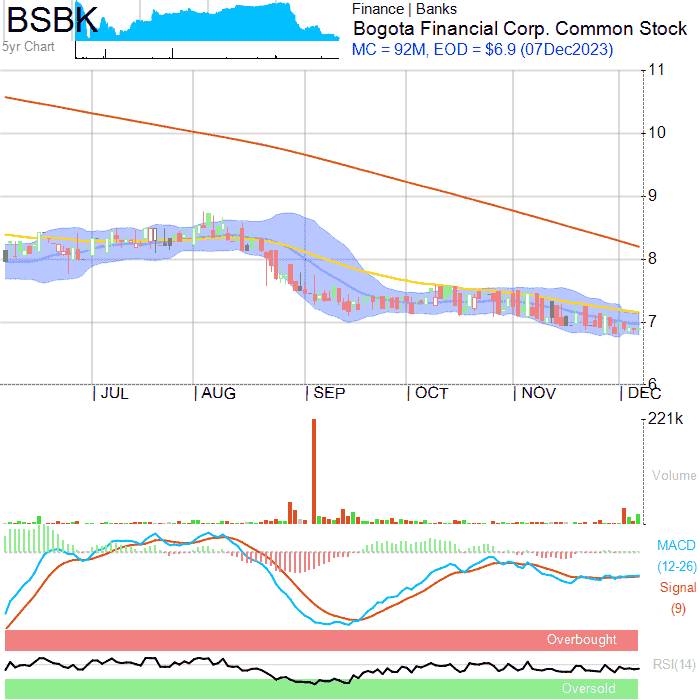 BSBK
5yr Chart
Finance | Banks
Bogota Financial Corp. Common Stock
MC = 92M, EOD = $6.9 (07Dec2023)
11
10
9
8
7
6
JUL AUG SEP OCT NOV DEC
221k
Volume
MACD
(12-26)
Signal
(9)
Overbought
RSI(14)
Oversold